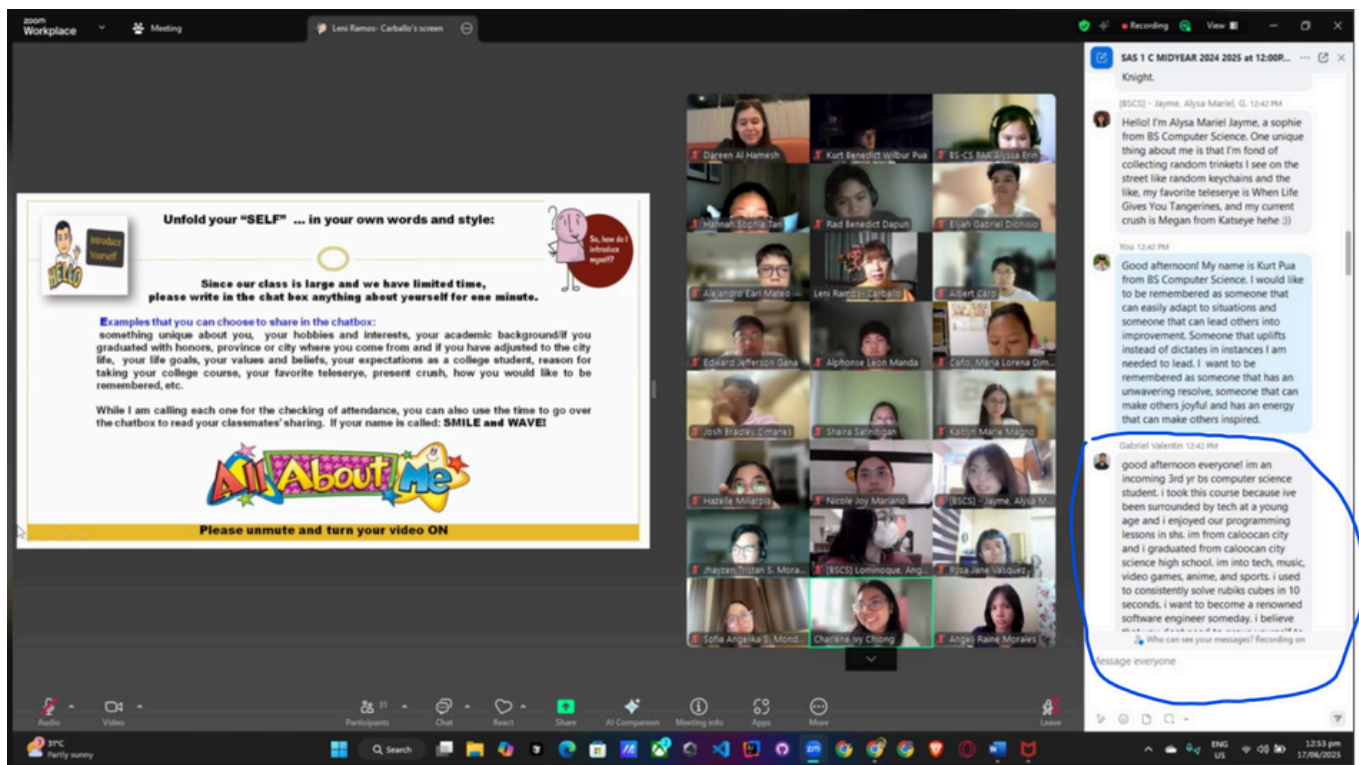 zoom
Workplace
Meeting
Leni Ramos- Carballo's screen
Recording
View
Introduce
Yourself
HELLO
Unfold your “SELF” ... in your own words and style:
So, how do I
introduce
myself?
Since our class is large and we have limited time,
please write in the chat box anything about yourself for one minute.
Examples that you can choose to share in the chatbox:
something unique about you, your hobbies and interests, your academic background/if you
graduated with honors, province or city where you come from and if you have adjusted to the city
life, your life goals, your values and beliefs, your expectations as a college student, reason for
taking your college course, your favorite teleserye, present crush, how you would like to be
remembered, etc.
While I am calling each one for the checking of attendance, you can also use the time to go over
the chatbox to read your classmates' sharing. If your name is called: SMILE and WAVE!
All About Me
Please unmute and turn your video ON
Dareen Al Hamesh
Kurt Benedict Wilbur Pua
BS-CS PAA Alyssa Erin
Hannah Sophia Tan
Rad Benedict Dapun
Elijah Gabriel Dionisio
Alejandro Earl Mateo
Leni Ramos- Carballo
Albert Caro
Edward Jefferson Gana
Alphonse Leon Manda
Caño, Maria Lorena Dim...
Josh Bradley Cimanes
Shaira Satinitigan
Kaitlyn Marie Magno
Hazelle Millarpis
Nicole Joy Mariano
[BSCS] - Jayme, Alysa M...
Jhayzen Tristan S. Mora...
[BSCS] Lominoque, Ang...
Ryza Jane Vasquez
Sofia Angelika S. Mond...
Charlene Ivy Chiong
Angely Raine Morales
SAS 1 C MIDYEAR 2024 2025 at 12:00P...
Knight.
[BSCS] - Jayme, Alysa Mariel, G. 12:42 PM
Hello! I'm Alysa Mariel Jayme, a sophie
from BS Computer Science. One unique
thing about me is that I'm fond of
collecting random trinkets I see on the
street like random keychains and the
like, my favorite teleserye is When Life
Gives You Tangerines, and my current
crush is Megan from Katseye hehe ;))
You 12:42 PM
Good afternoon! My name is Kurt Pua
from BS Computer Science. I would like
to be remembered as someone that
can easily adapt to situations and
someone that can lead others into
improvement. Someone that uplifts
instead of dictates in instances I am
needed to lead. I want to be
remembered as someone that has an
unwavering resolve, someone that can
make others joyful and has an energy
that can make others inspired.
Gabriel Valentin 12:42 PM
good afternoon everyone! im an
incoming 3rd yr bs computer science
student. i took this course because ive
been surrounded by tech at a young
age and i enjoyed our programming
lessons in shs. im from caloocan city
and i graduated from caloocan city
science high school. im into tech, music,
video games, anime, and sports. i used
to consistently solve rubiks cubes in 10
seconds. i want to become a renowned
software engineer someday. i believe
Who can see your messages? Recording on
Message everyone
Audio
Video
31
Participants
Chat
React
Share
AI Companion
Meeting info
Apps
More
Leave
31°C
Partly sunny
Search
zm
ENG
US
12:53 pm
17/06/2025